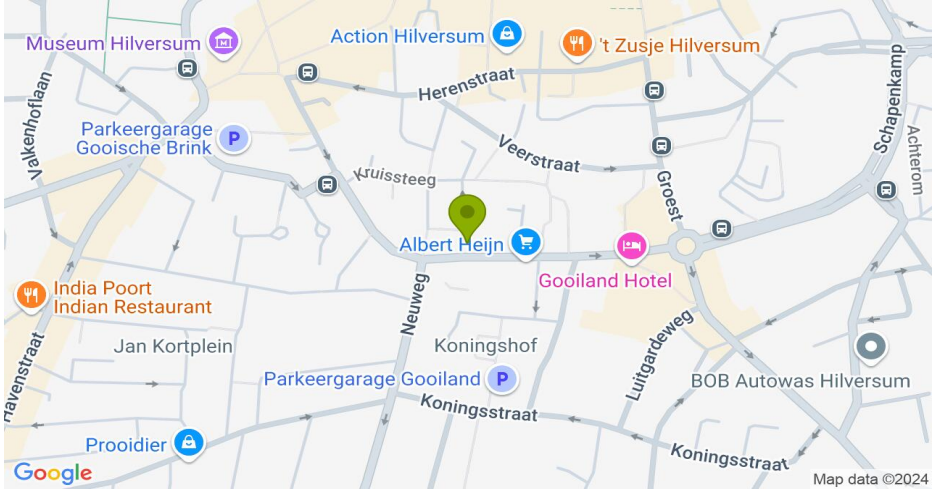 Museum Hilversum
Action Hilversum
't Zusje Hilversum
Herenstraat
Valkenhoflaan
Parkeergarage
Gooische Brink
P
Veerstraat
Schapenkamp
Achterom
Kruissteeg
Groest
Albert Heijn
Gooiland Hotel
India Poort
Indian Restaurant
Neuweg
Jan Kortplein
Koningshof
Luitgardeweg
Havenstraat
Parkeergarage Gooiland
P
BOB Autowas Hilversum
Koningsstraat
Prooidier
Koningsstraat
Google
Map data ©2024